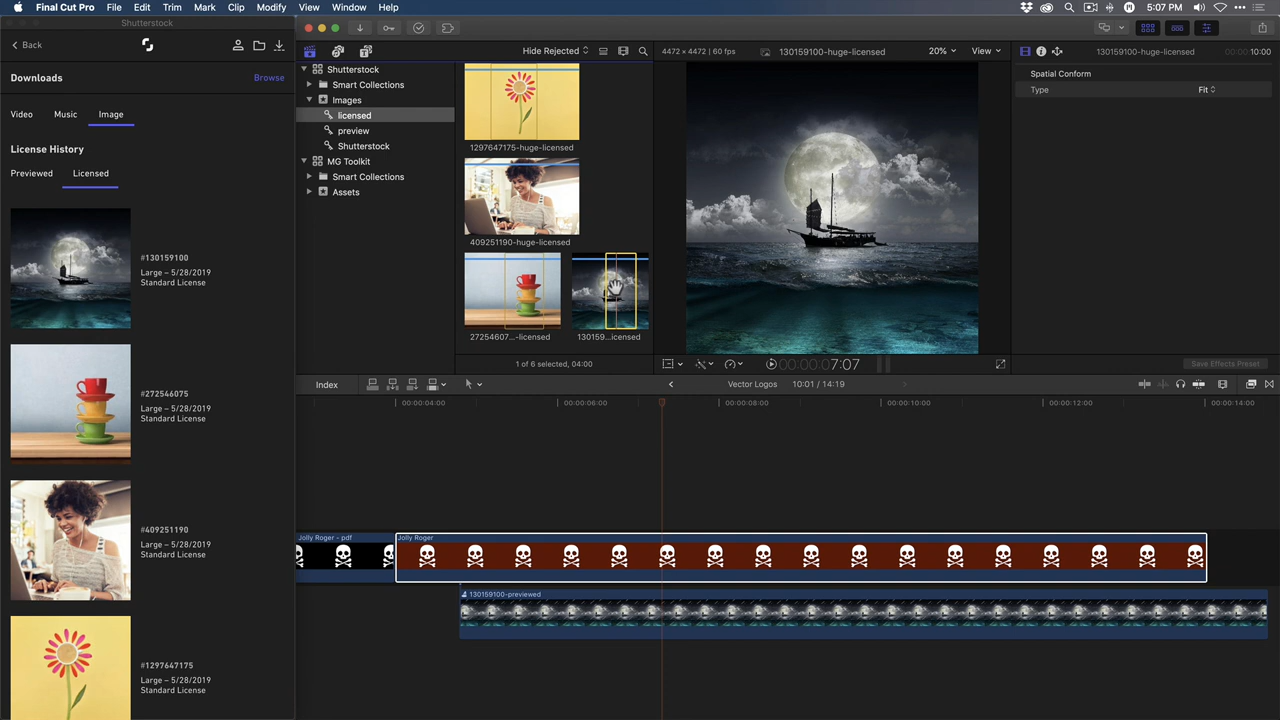 Final Cut Pro File Edit Trim Mark Clip Modify View Window Help
5:07 PM
Shutterstock
Back
Downloads
Browse
Video Music Image
License History
Previewed Licensed
#130159100
Large – 5/28/2019
Standard License
#272546075
Large – 5/28/2019
Standard License
#409251190
Large – 5/28/2019
Standard License
#1297647175
Large – 5/28/2019
Standard License
Hide Rejected
Shutterstock
Smart Collections
Images
licensed
preview
Shutterstock
MG Toolkit
Smart Collections
Assets
1297647175-huge-licensed
409251190-huge-licensed
27254607...-licensed
130159...icensed
1 of 6 selected, 04:00
4472 × 4472 | 60 fps
130159100-huge-licensed
20%
View
00:00:07:07
130159100-huge-licensed
00:00:10:00
Spatial Conform
Type
Fit
Save Effects Preset
Index
Vector Logos
10:01 / 14:19
00:00:04:00
00:00:06:00
00:00:08:00
00:00:10:00
00:00:12:00
00:00:14:00
Jolly Roger - pdf
Jolly Roger
130159100-previewed